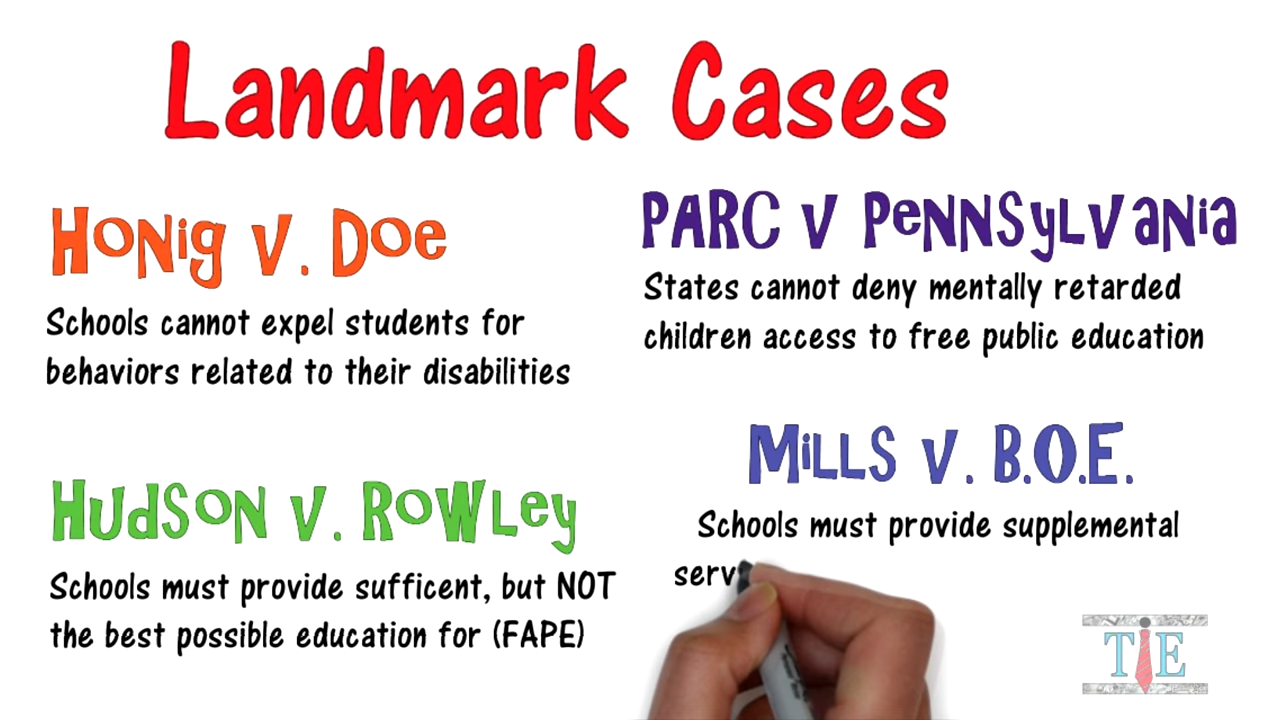 Landmark Cases
Honig v. Doe
Schools cannot expel students for
behaviors related to their disabilities
PARC v Pennsylvania
States cannot deny mentally retarded
children access to free public education
Hudson v. Rowley
Schools must provide sufficent, but NOT
the best possible education for (FAPE)
Mills v. B.O.E.
Schools must provide supplemental
serv
TIE